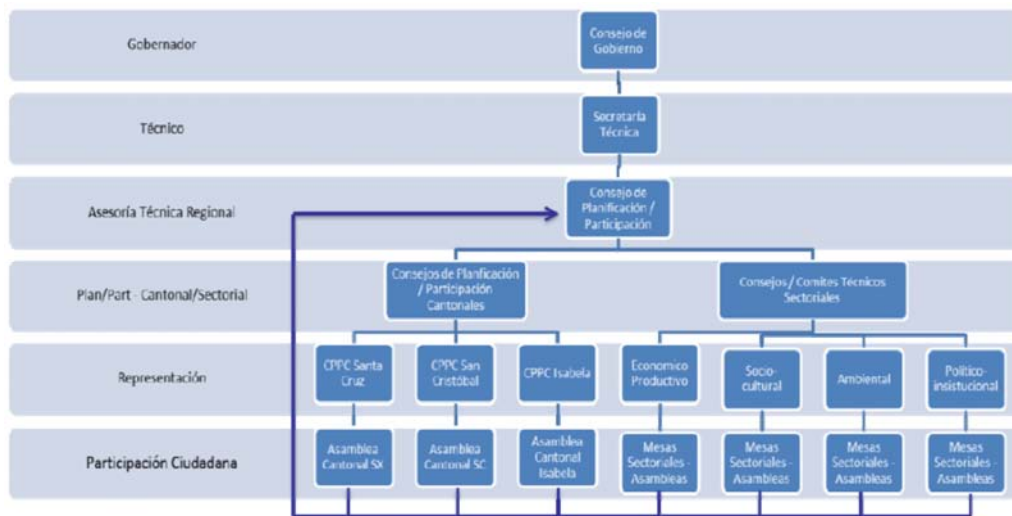 Gobernador
Consejo de
Gobierno
Técnico
Secretaría
Técnica
Asesoría Técnica Regional
Consejo de
Planificación /
Participación
Plan/Part - Cantonal/Sectorial
Consejos de Planficación
/ Participación
Cantonales
Consejos / Comites Técnicos
Sectoriales
Representación
CPPC Santa
Cruz
CPPC San
Cristóbal
CPPC Isabela
Economico
Productivo
Socio-
cultural
Ambiental
Político-
insistucional
Participación Ciudadana
Asamblea
Cantonal SX
Asamblea
Cantonal SC
Asamblea
Cantonal
Isabela
Mesas
Sectoriales -
Asambleas
Mesas
Sectoriales -
Asambleas
Mesas
Sectoriales -
Asambleas
Mesas
Sectoriales -
Asambleas